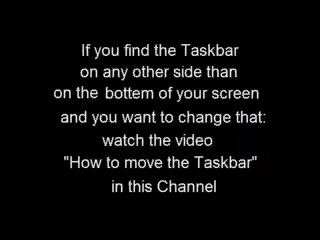 If you find the Taskbar
on any other side than
on the bottem of your screen
and you want to change that:
watch the video
"How to move the Taskbar"
in this Channel